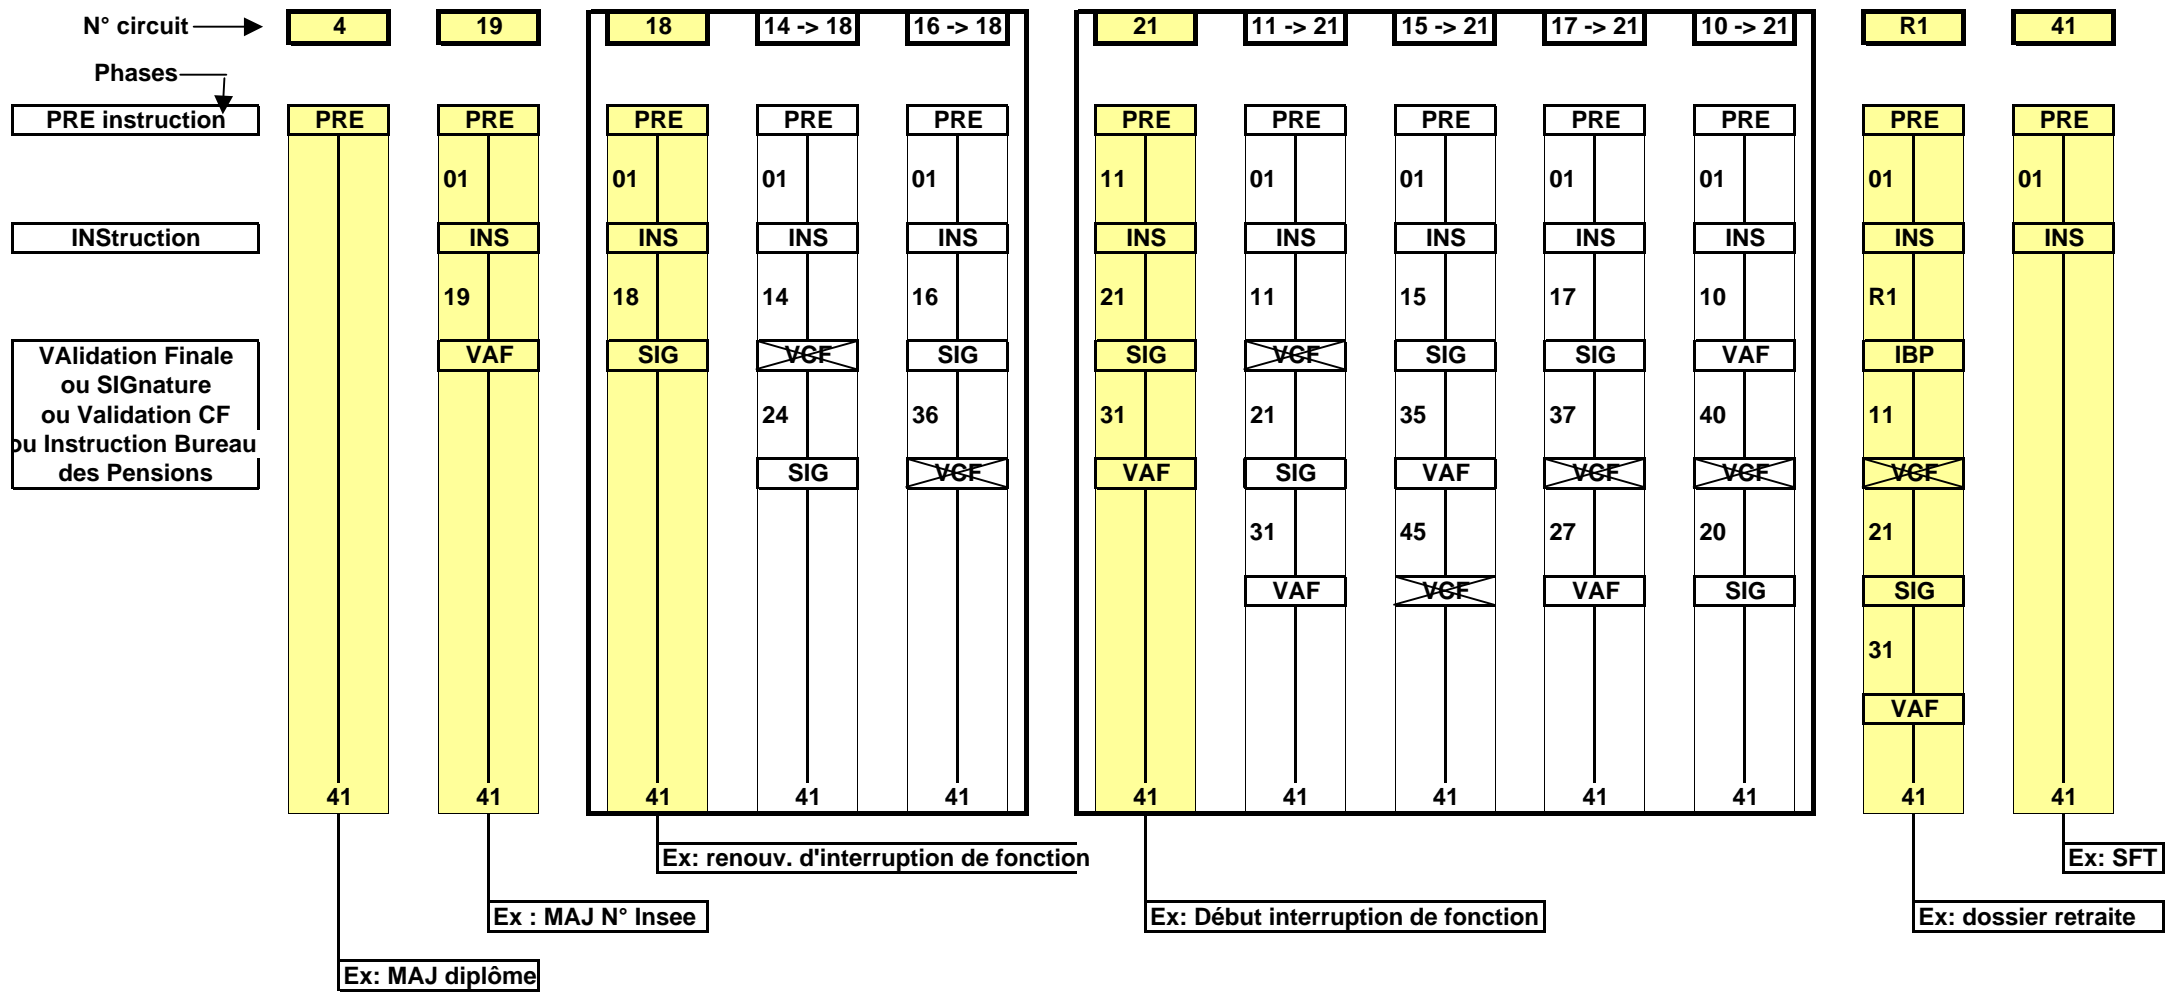 N° circuit 4 19 18 14 -> 18 16 -> 18 21 11 -> 21 15 -> 21 17 -> 21 10 -> 21 R1 41
Phases
PRE instruction PRE PRE PRE PRE PRE PRE PRE PRE PRE PRE PRE PRE
01 01 01 01 11 01 01 01 01 01 01
INStruction INS INS INS INS INS INS INS INS INS INS INS
19 18 14 16 21 11 15 17 10 R1
VAlidation Finale VAF SIG VCF SIG SIG VCF SIG SIG VAF IBP
ou SIGnature
ou Validation CF 24 36 31 21 35 37 40 11
ou Instruction Bureau
des Pensions SIG VCF VAF SIG VAF VCF VCF VCF
31 45 27 20 21
VAF VCF VAF SIG SIG
31
VAF
41 41 41 41 41 41 41 41 41 41 41 41
Ex: renouv. d'interruption de fonction Ex: SFT
Ex : MAJ N° Insee Ex: Début interruption de fonction Ex: dossier retraite
Ex: MAJ diplôme